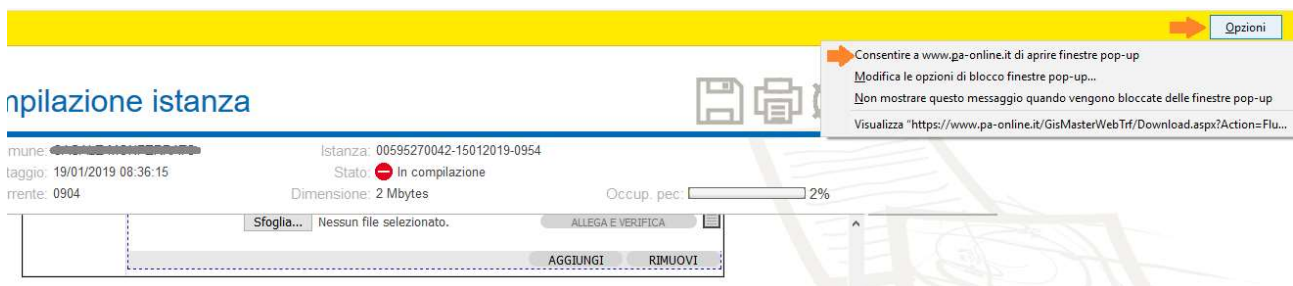 Opzioni
Consentire a www.pa-online.it di aprire finestre pop-up
Modifica le opzioni di blocco finestre pop-up...
Non mostrare questo messaggio quando vengono bloccate delle finestre pop-up
Visualizza "https://www.pa-online.it/GisMasterWebTrf/Download.aspx?Action=Flu...
mpilazione istanza
mune: Istanza: 00595270042-15012019-0954
taggio: 19/01/2019 08:36:15 Stato: In compilazione
rrente: 0904 Dimensione: 2 Mbytes Occup. pec: 2%
Sfoglia... Nessun file selezionato. ALLEGA E VERIFICA
AGGIUNGI RIMUOVI